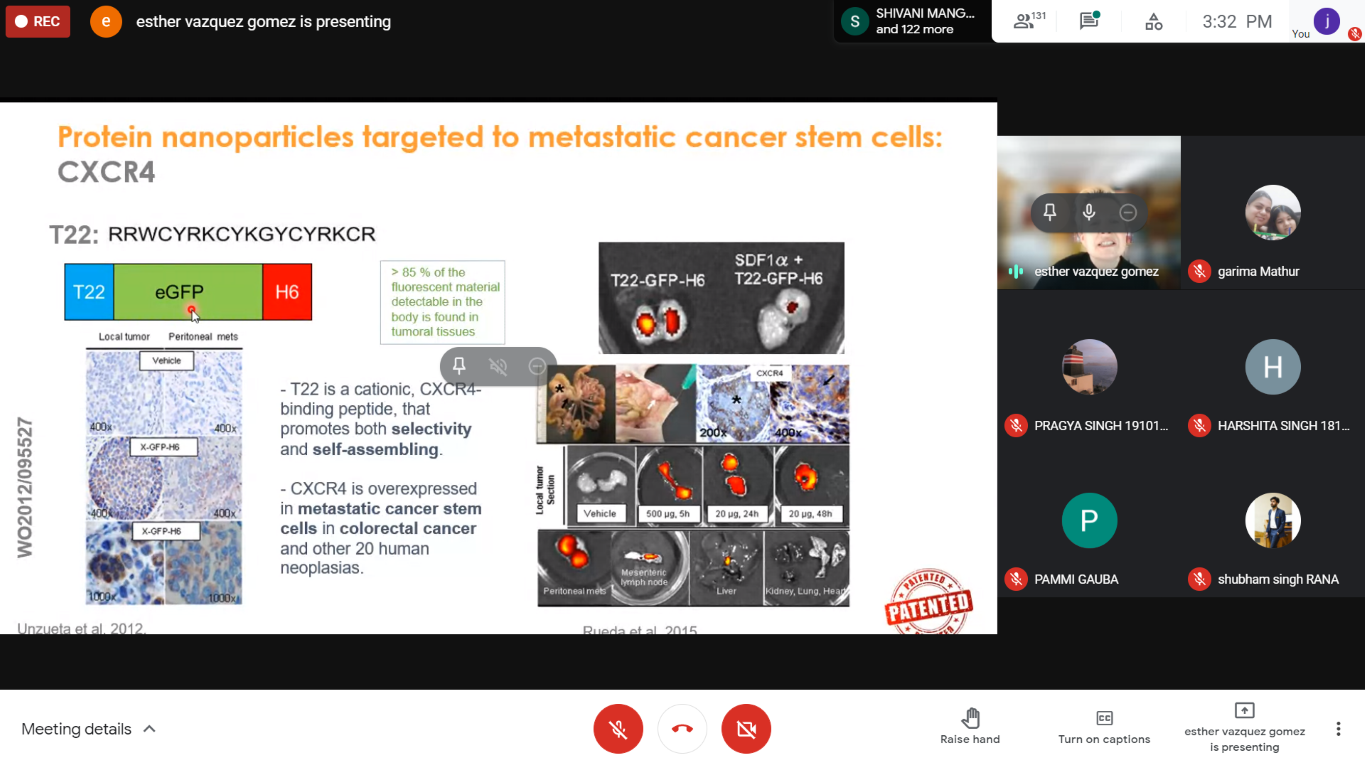 REC
e
esther vazquez gomez is presenting
S
SHIVANI MANG...
and 122 more
131
3:32 PM
You
j
Protein nanoparticles targeted to metastatic cancer stem cells:
CXCR4
T22: RRWCYRKCYKGYCYRKCR
T22
eGFP
H6
> 85 % of the
fluorescent material
detectable in the
body is found in
tumoral tissues
Local tumor
Peritoneal mets
Vehicle
400x
400x
X-GFP-H6
400x
400x
X-GFP-H6
1000x
1000x
WO2012/095527
- T22 is a cationic, CXCR4-
binding peptide, that
promotes both selectivity
and self-assembling.
- CXCR4 is overexpressed
in metastatic cancer stem
cells in colorectal cancer
and other 20 human
neoplasias.
T22-GFP-H6
SDF1α +
T22-GFP-H6
*
CXCR4
*
200x
400x
Local tumor
Section
Vehicle
500 µg, 5h
20 µg, 24h
20 µg, 48h
Peritoneal mets
Mesenteric
lymph node
Liver
Kidney, Lung, Heart
PATENTED
PATENTED
Unzueta et al, 2012.
Rueda et al, 2015
esther vazquez gomez
garima Mathur
PRAGYA SINGH 19101...
H
HARSHITA SINGH 181...
P
PAMMI GAUBA
shubham singh RANA
Meeting details
Raise hand
CC
Turn on captions
esther vazquez gomez
is presenting